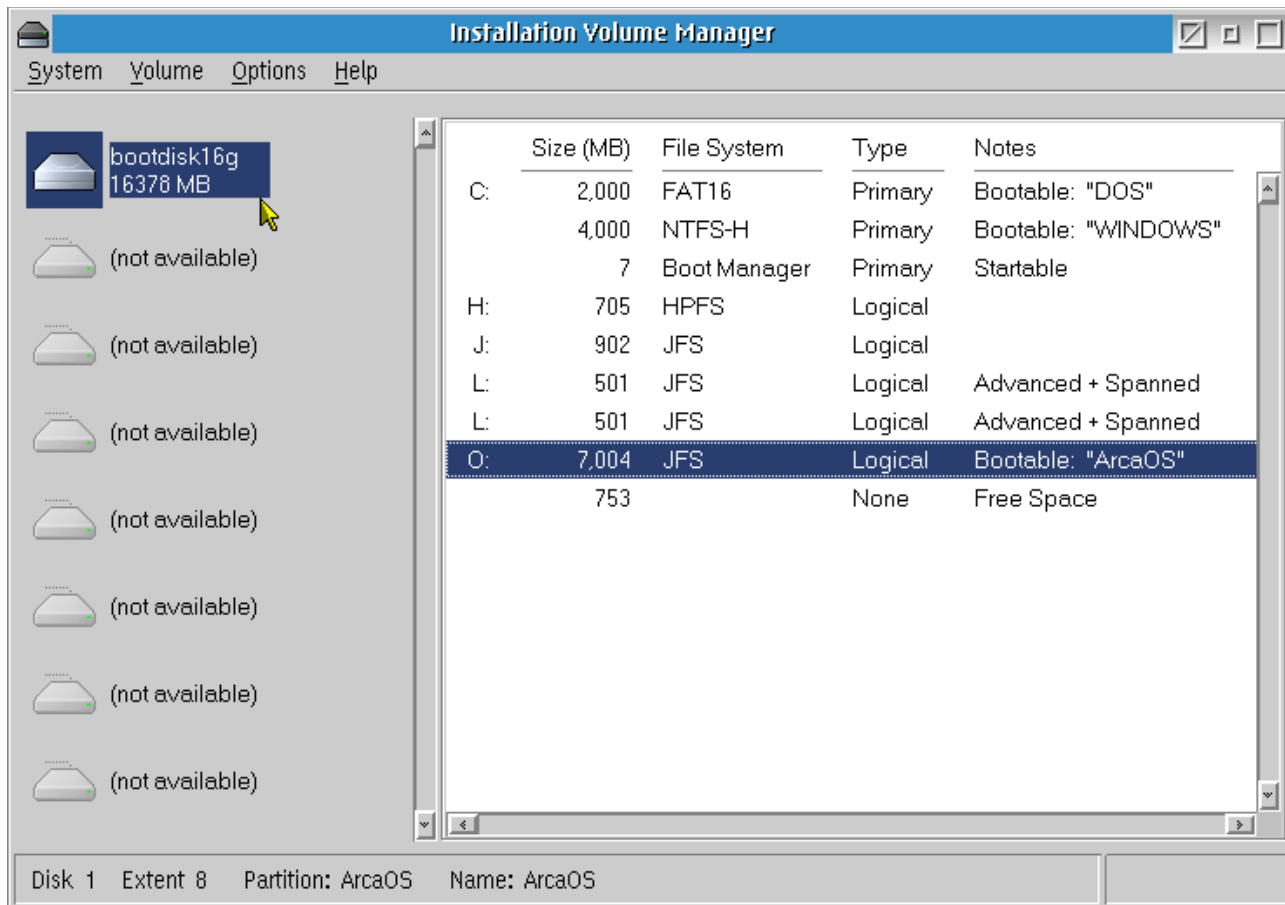 Installation Volume Manager
System Volume Options Help
bootdisk16g
16378 MB
(not available)
(not available)
(not available)
(not available)
(not available)
(not available)
(not available)
Size (MB) File System Type Notes
C: 2,000 FAT16 Primary Bootable: "DOS"
4,000 NTFS-H Primary Bootable: "WINDOWS"
7 Boot Manager Primary Startable
H: 705 HPFS Logical
J: 902 JFS Logical
L: 501 JFS Logical Advanced + Spanned
L: 501 JFS Logical Advanced + Spanned
O: 7,004 JFS Logical Bootable: "ArcaOS"
753 None Free Space
Disk 1 Extent 8 Partition: ArcaOS Name: ArcaOS